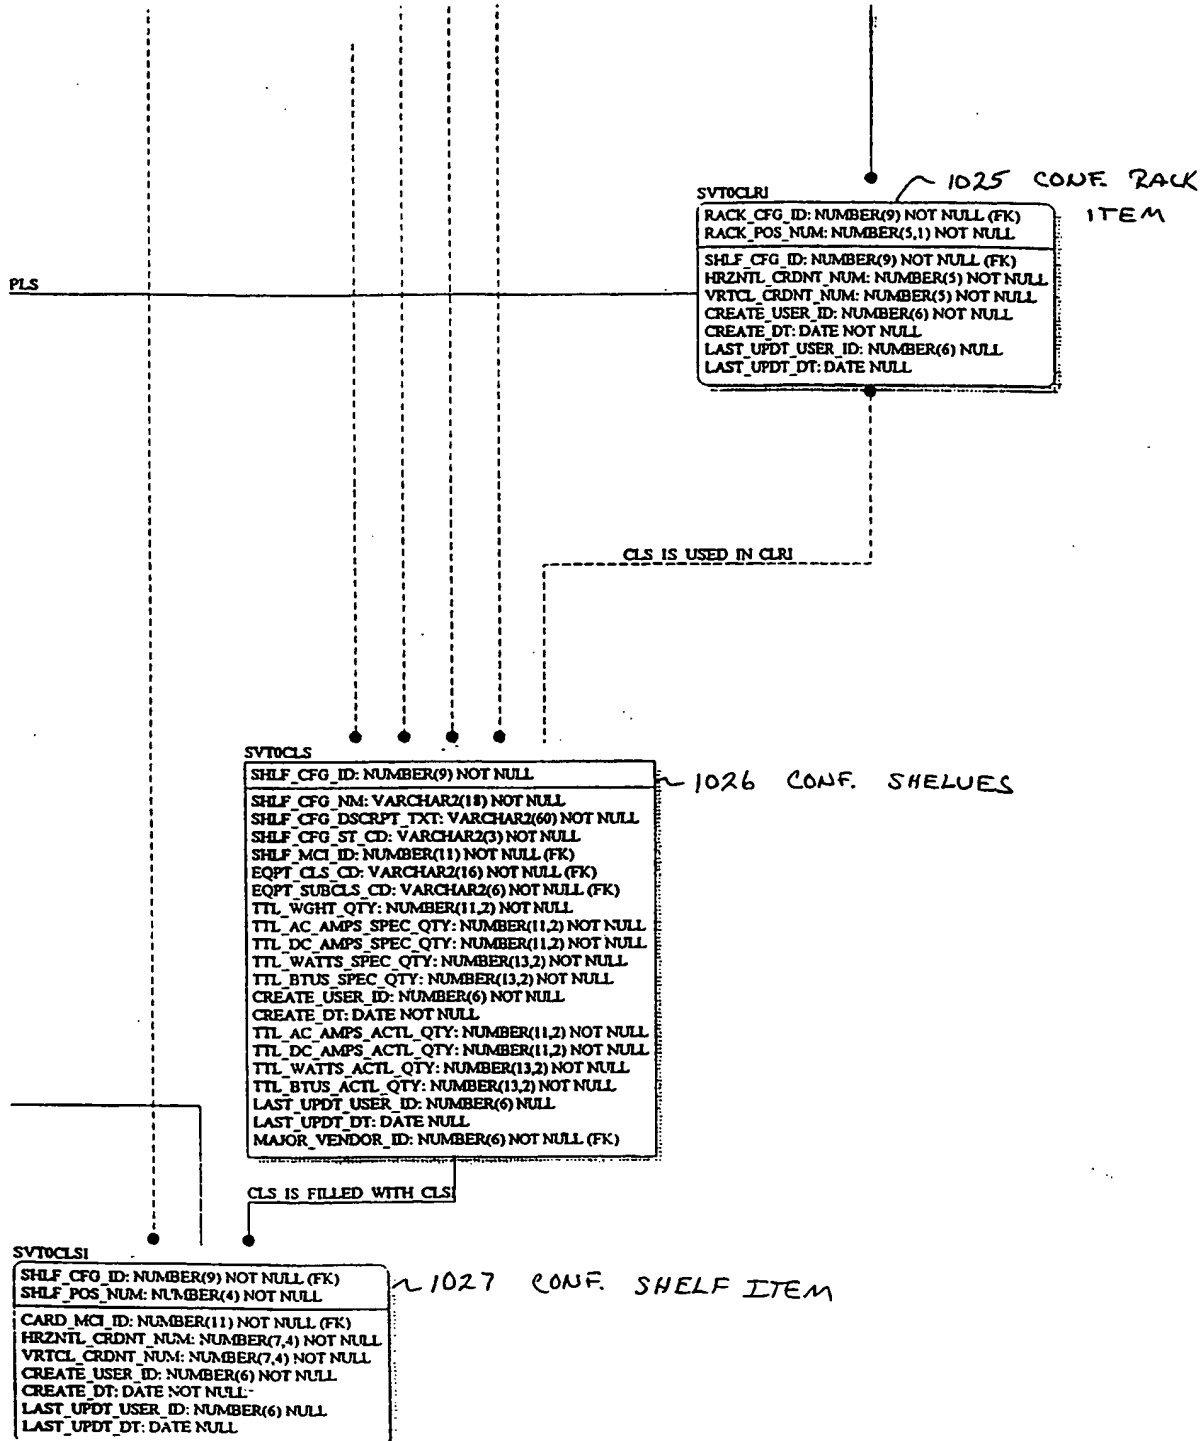 1025 CONF. RACK ITEM
SVT0CLRI
RACK_CFG_ID: NUMBER(9) NOT NULL (FK)
RACK_POS_NUM: NUMBER(5,1) NOT NULL
SHLF_CFG_ID: NUMBER(9) NOT NULL (FK)
HRZNTL_CRDNT_NUM: NUMBER(5) NOT NULL
VRTCL_CRDNT_NUM: NUMBER(5) NOT NULL
CREATE_USER_ID: NUMBER(6) NOT NULL
CREATE_DT: DATE NOT NULL
LAST_UPDT_USER_ID: NUMBER(6) NULL
LAST_UPDT_DT: DATE NULL
PLS
CLS IS USED IN CLRI
SVT0CLS
SHLF_CFG_ID: NUMBER(9) NOT NULL
1026 CONF. SHELVES
SHLF_CFG_NM: VARCHAR2(18) NOT NULL
SHLF_CFG_DSCRPT_TXT: VARCHAR2(60) NOT NULL
SHLF_CFG_ST_CD: VARCHAR2(3) NOT NULL
SHLF_MCI_ID: NUMBER(11) NOT NULL (FK)
EQPT_CLS_CD: VARCHAR2(16) NOT NULL (FK)
EQPT_SUBCLS_CD: VARCHAR2(6) NOT NULL (FK)
TTL_WGHT_QTY: NUMBER(11,2) NOT NULL
TTL_AC_AMPS_SPEC_QTY: NUMBER(11,2) NOT NULL
TTL_DC_AMPS_SPEC_QTY: NUMBER(11,2) NOT NULL
TTL_WATTS_SPEC_QTY: NUMBER(13,2) NOT NULL
TTL_BTUS_SPEC_QTY: NUMBER(13,2) NOT NULL
CREATE_USER_ID: NUMBER(6) NOT NULL
CREATE_DT: DATE NOT NULL
TTL_AC_AMPS_ACTL_QTY: NUMBER(11,2) NOT NULL
TTL_DC_AMPS_ACTL_QTY: NUMBER(11,2) NOT NULL
TTL_WATTS_ACTL_QTY: NUMBER(13,2) NOT NULL
TTL_BTUS_ACTL_QTY: NUMBER(13,2) NOT NULL
LAST_UPDT_USER_ID: NUMBER(6) NULL
LAST_UPDT_DT: DATE NULL
MAJOR_VENDOR_ID: NUMBER(6) NOT NULL (FK)
CLS IS FILLED WITH CLSI
SVT0CLSI
SHLF_CFG_ID: NUMBER(9) NOT NULL (FK)
SHLF_POS_NUM: NUMBER(4) NOT NULL
1027 CONF. SHELF ITEM
CARD_MCI_ID: NUMBER(11) NOT NULL (FK)
HRZNTL_CRDNT_NUM: NUMBER(7,4) NOT NULL
VRTCL_CRDNT_NUM: NUMBER(7,4) NOT NULL
CREATE_USER_ID: NUMBER(6) NOT NULL
CREATE_DT: DATE NOT NULL
LAST_UPDT_USER_ID: NUMBER(6) NULL
LAST_UPDT_DT: DATE NULL